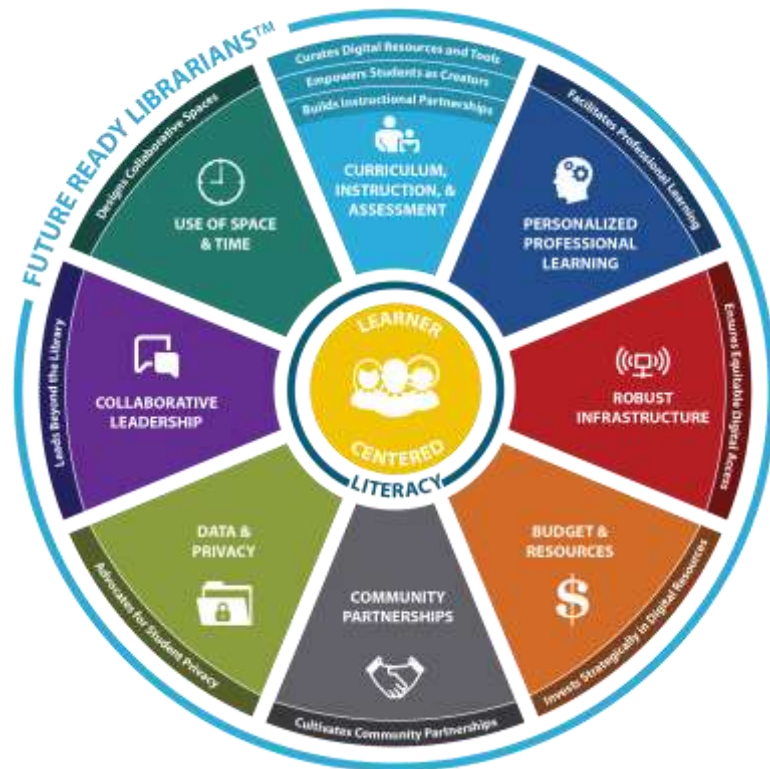 FUTURE READY LIBRARIANS™
Curates Digital Resources and Tools
Empowers Students as Creators
Builds Instructional Partnerships
CURRICULUM,
INSTRUCTION, &
ASSESSMENT
Facilitates Professional Learning
PERSONALIZED
PROFESSIONAL
LEARNING
Ensures Equitable Digital Access
ROBUST
INFRASTRUCTURE
Invests Strategically in Digital Resources
BUDGET &
RESOURCES
$
COMMUNITY
PARTNERSHIPS
Cultivates Community Partnerships
DATA &
PRIVACY
Advocates for Student Privacy
COLLABORATIVE
LEADERSHIP
Leads Beyond the Library
USE OF SPACE
& TIME
Designs Collaborative Spaces
LEARNER
CENTERED
LITERACY